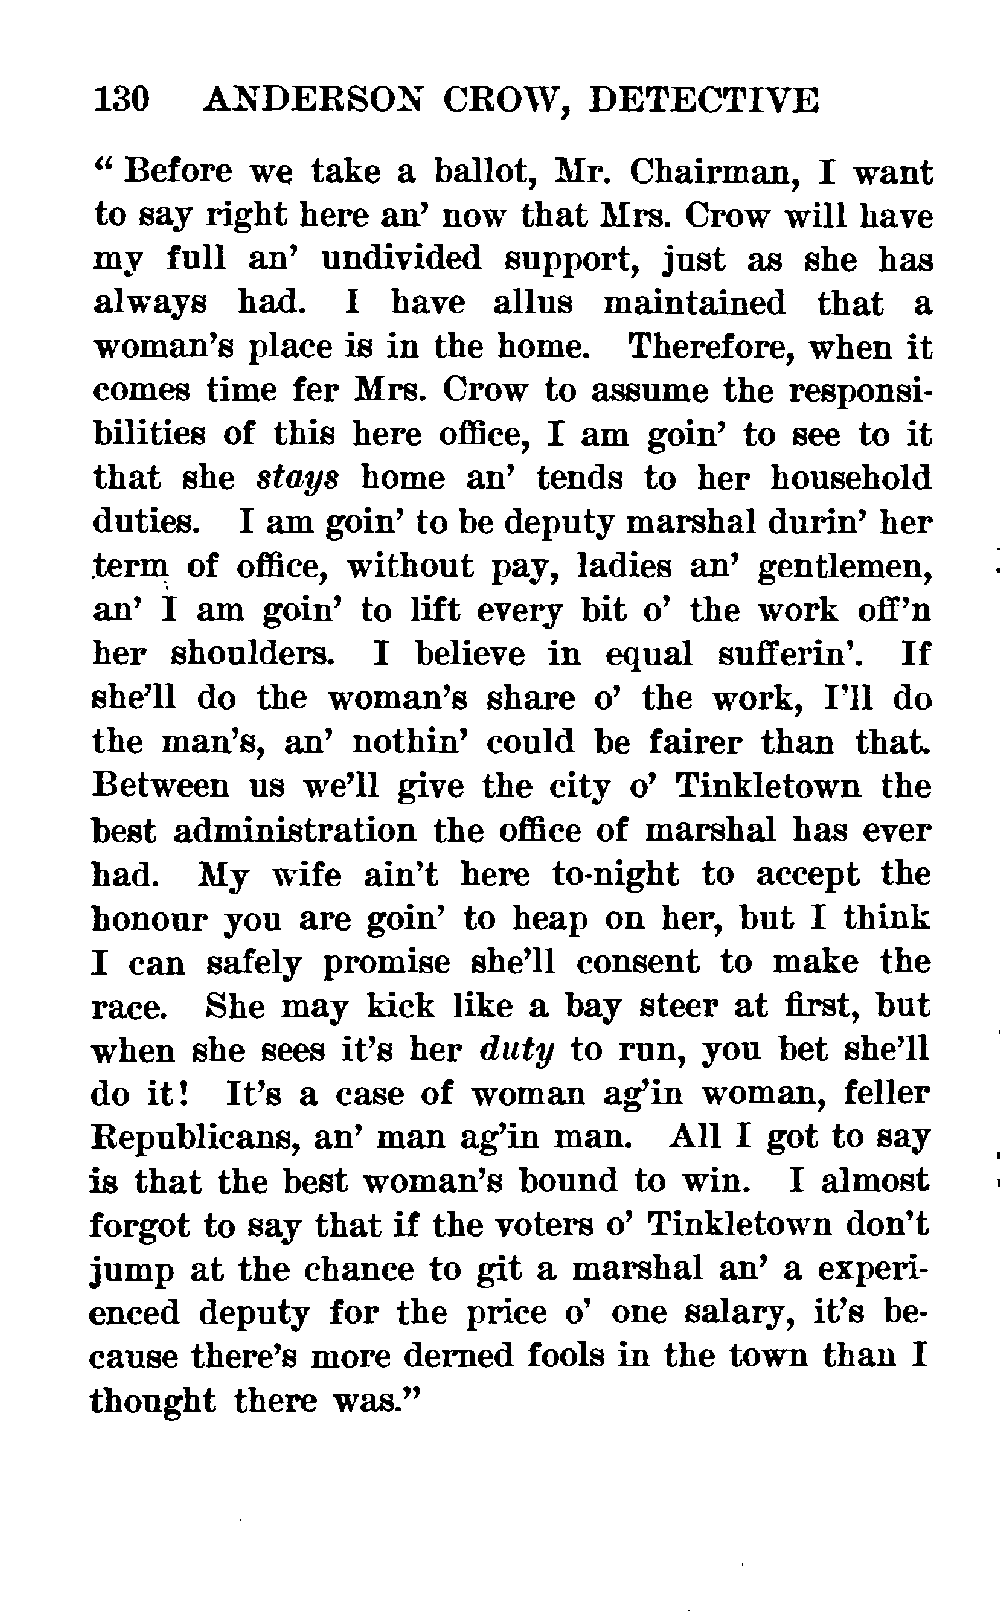 130 ANDERSON CROW, DETECTIVE
“ Before we take a ballot, Mr. Chairman, I want
to say right here an’ now that Mrs. Crow will have
my full an’ undivided support, just as she has
always had. I have allus maintained that a
woman’s place is in the home. Therefore, when it
comes time fer Mrs. Crow to assume the responsi-
bilities of this here office, I am goin’ to see to it
that she stays home an’ tends to her household
duties. I am goin’ to be deputy marshal durin’ her
term of office, without pay, ladies an’ gentlemen,
an’ I am goin’ to lift every bit o’ the work off’n
her shoulders. I believe in equal sufferin’. If
she’ll do the woman’s share o’ the work, I’ll do
the man’s, an’ nothin’ could be fairer than that.
Between us we’ll give the city o’ Tinkletown the
best administration the office of marshal has ever
had. My wife ain’t here to-night to accept the
honour you are goin’ to heap on her, but I think
I can safely promise she’ll consent to make the
race. She may kick like a bay steer at first, but
when she sees it’s her duty to run, you bet she’ll
do it! It’s a case of woman ag’in woman, feller
Republicans, an’ man ag’in man. All I got to say
is that the best woman’s bound to win. I almost
forgot to say that if the voters o’ Tinkletown don’t
jump at the chance to git a marshal an’ a experi-
enced deputy for the price o’ one salary, it’s be-
cause there’s more derned fools in the town than I
thought there was.”